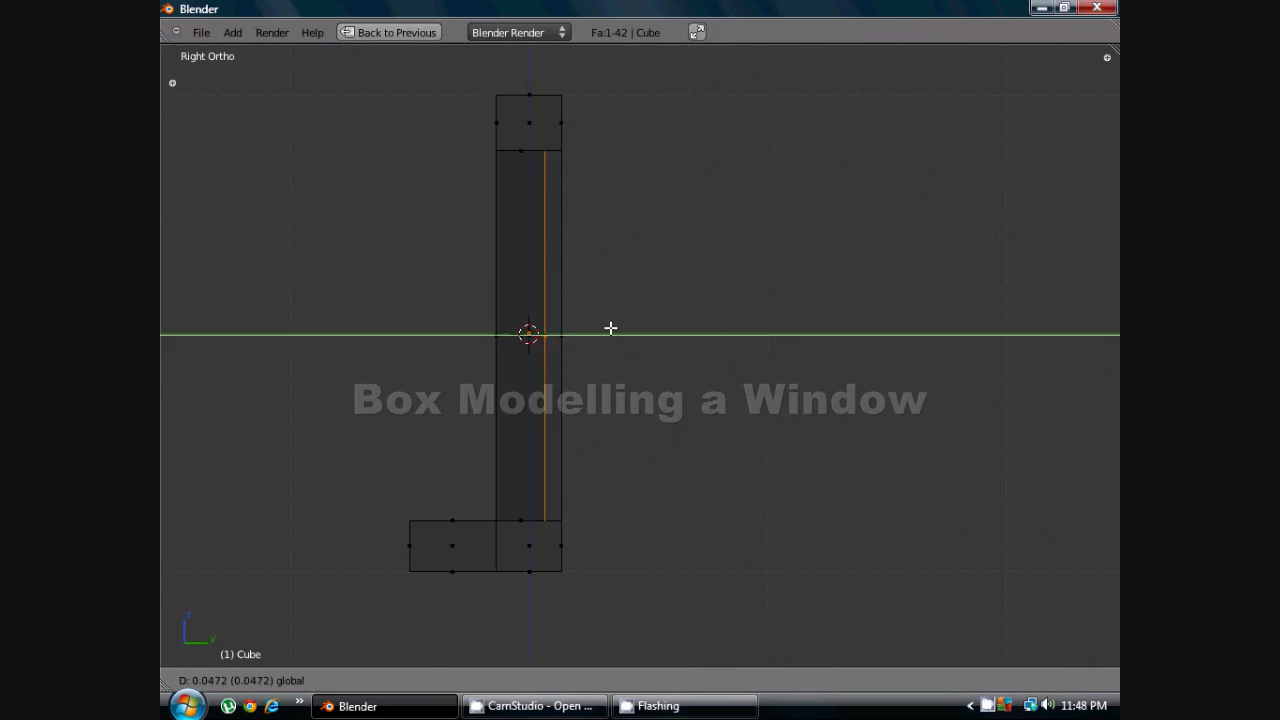 Blender
File Add Render Help Back to Previous Blender Render Fa:1-42 | Cube
Right Ortho
Box Modelling a Window
z
y
(1) Cube
D: 0.0472 (0.0472) global
Blender CamStudio - Open ... Flashing 11:48 PM